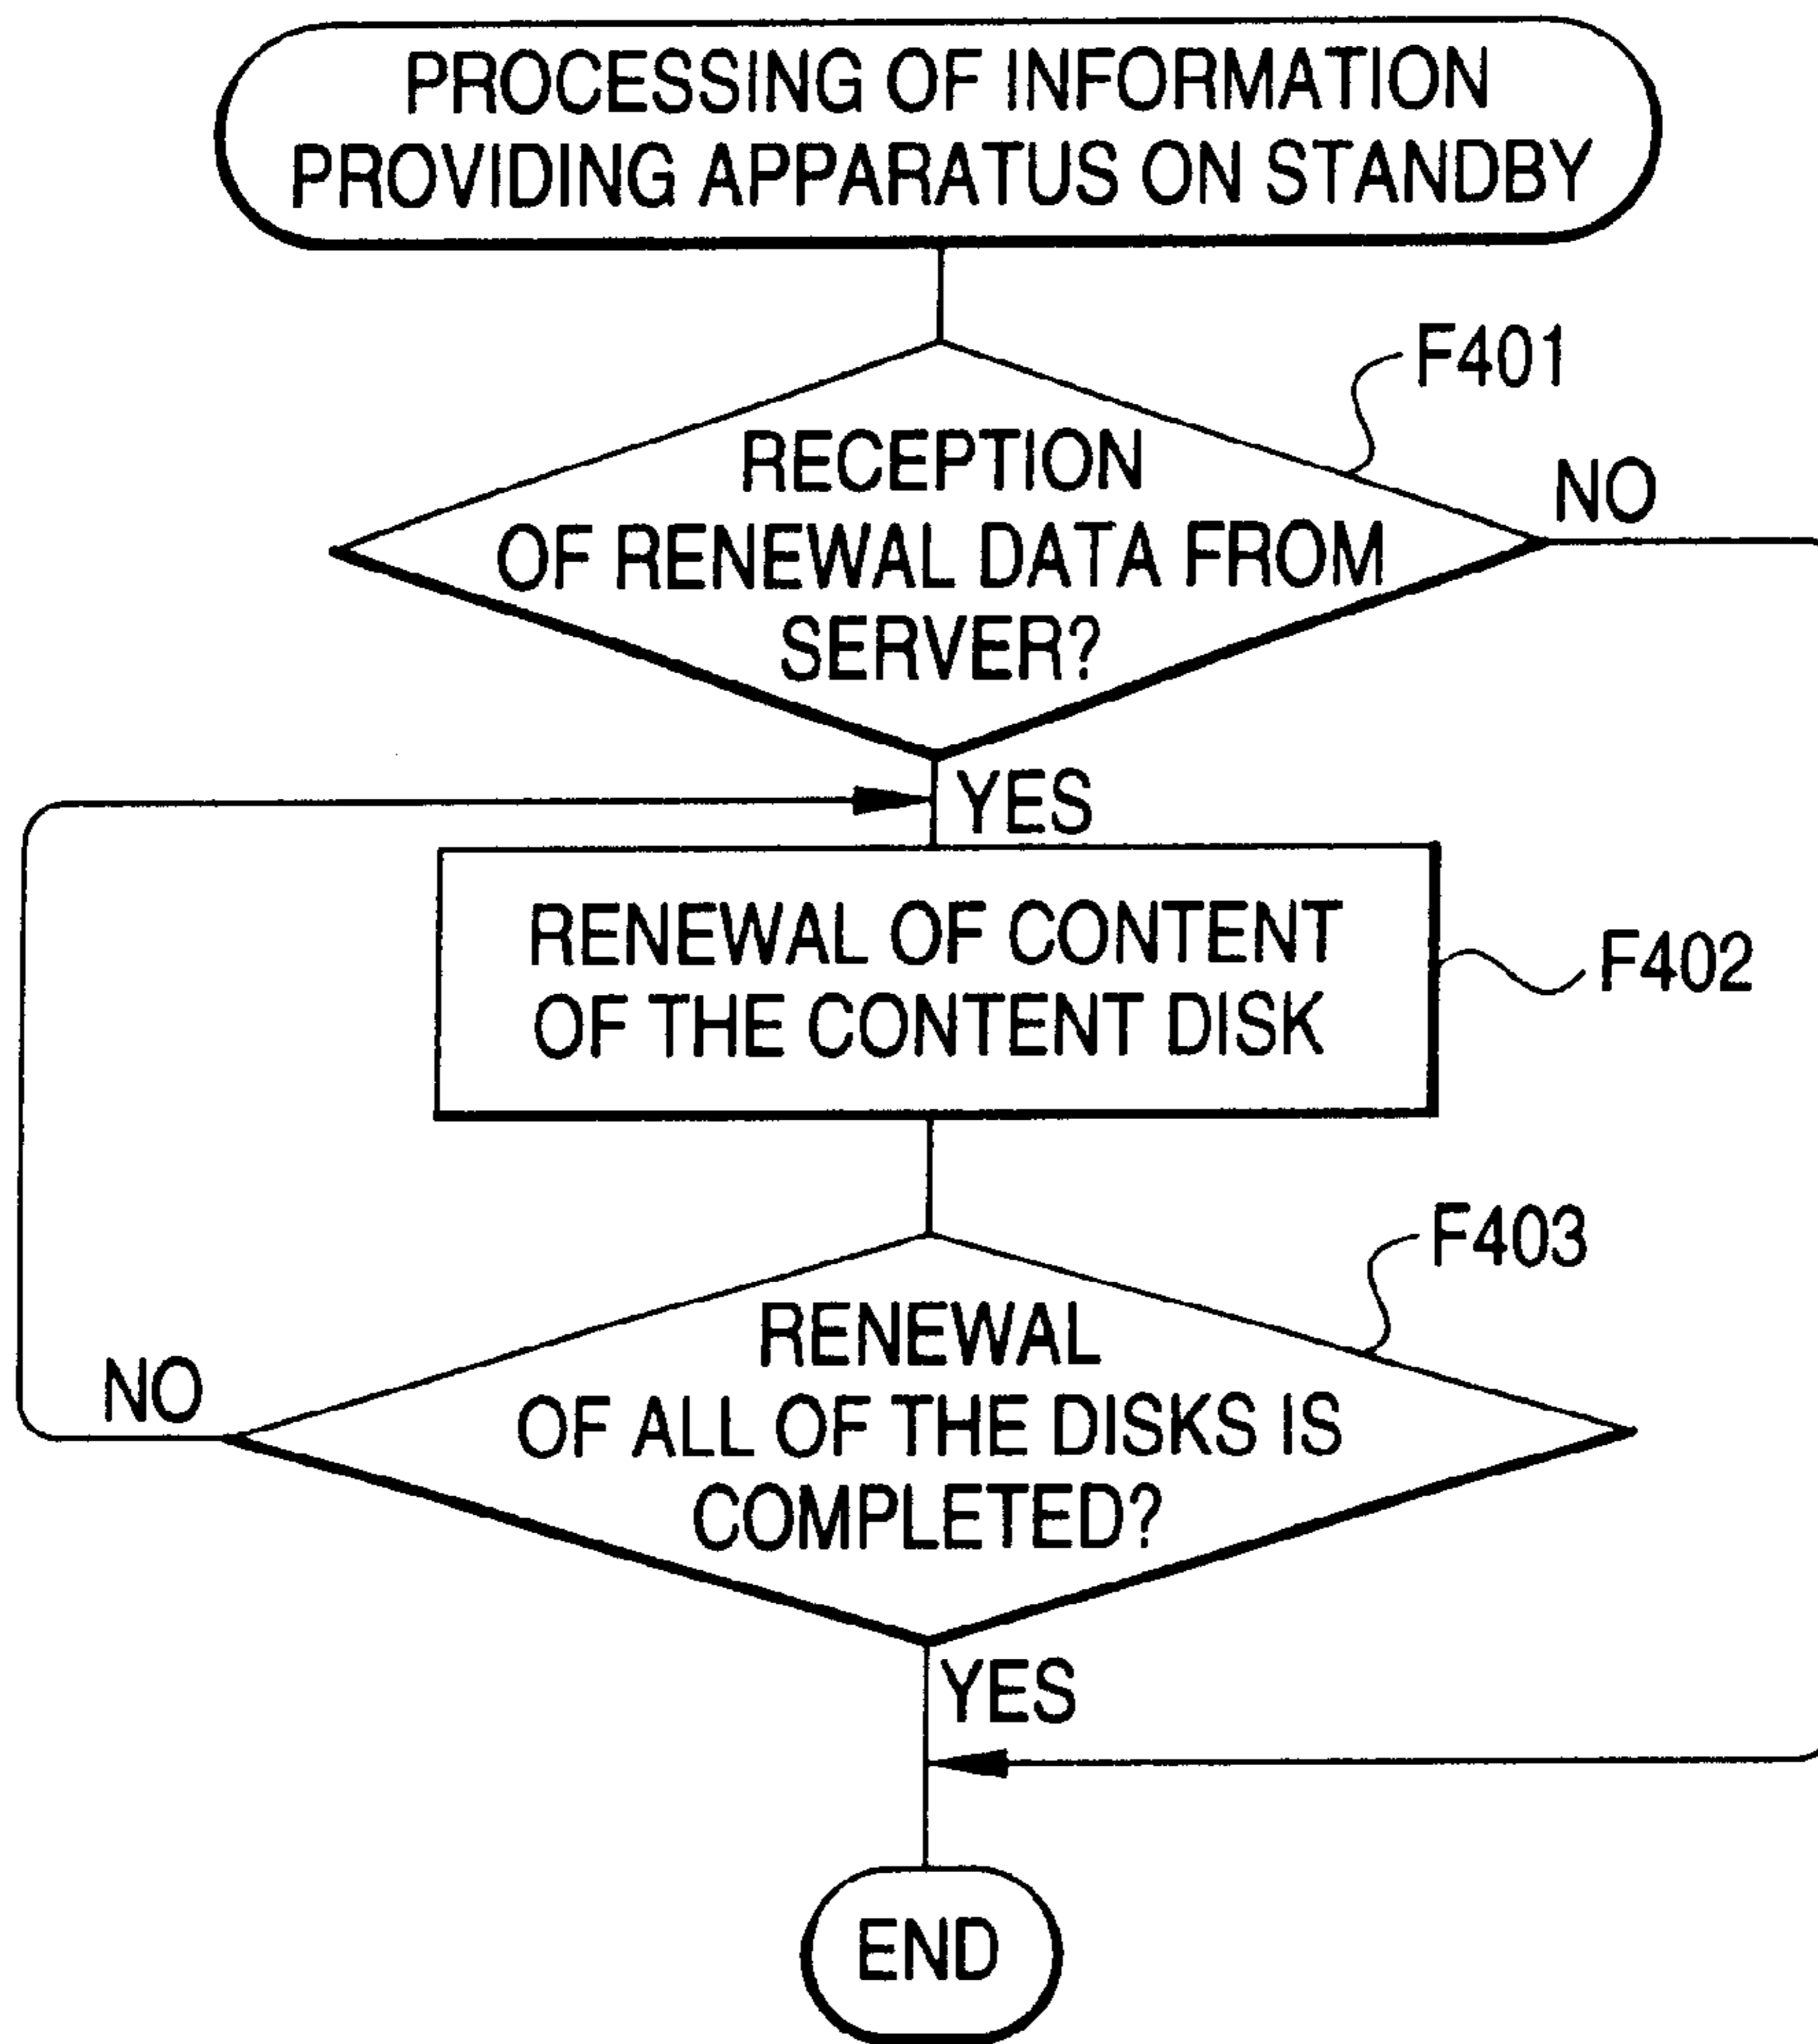 PROCESSING OF INFORMATION
PROVIDING APPARATUS ON STANDBY
F401
RECEPTION
OF RENEWAL DATA FROM
SERVER?
NO
YES
RENEWAL OF CONTENT
OF THE CONTENT DISK
F402
F403
RENEWAL
OF ALL OF THE DISKS IS
COMPLETED?
NO
YES
END